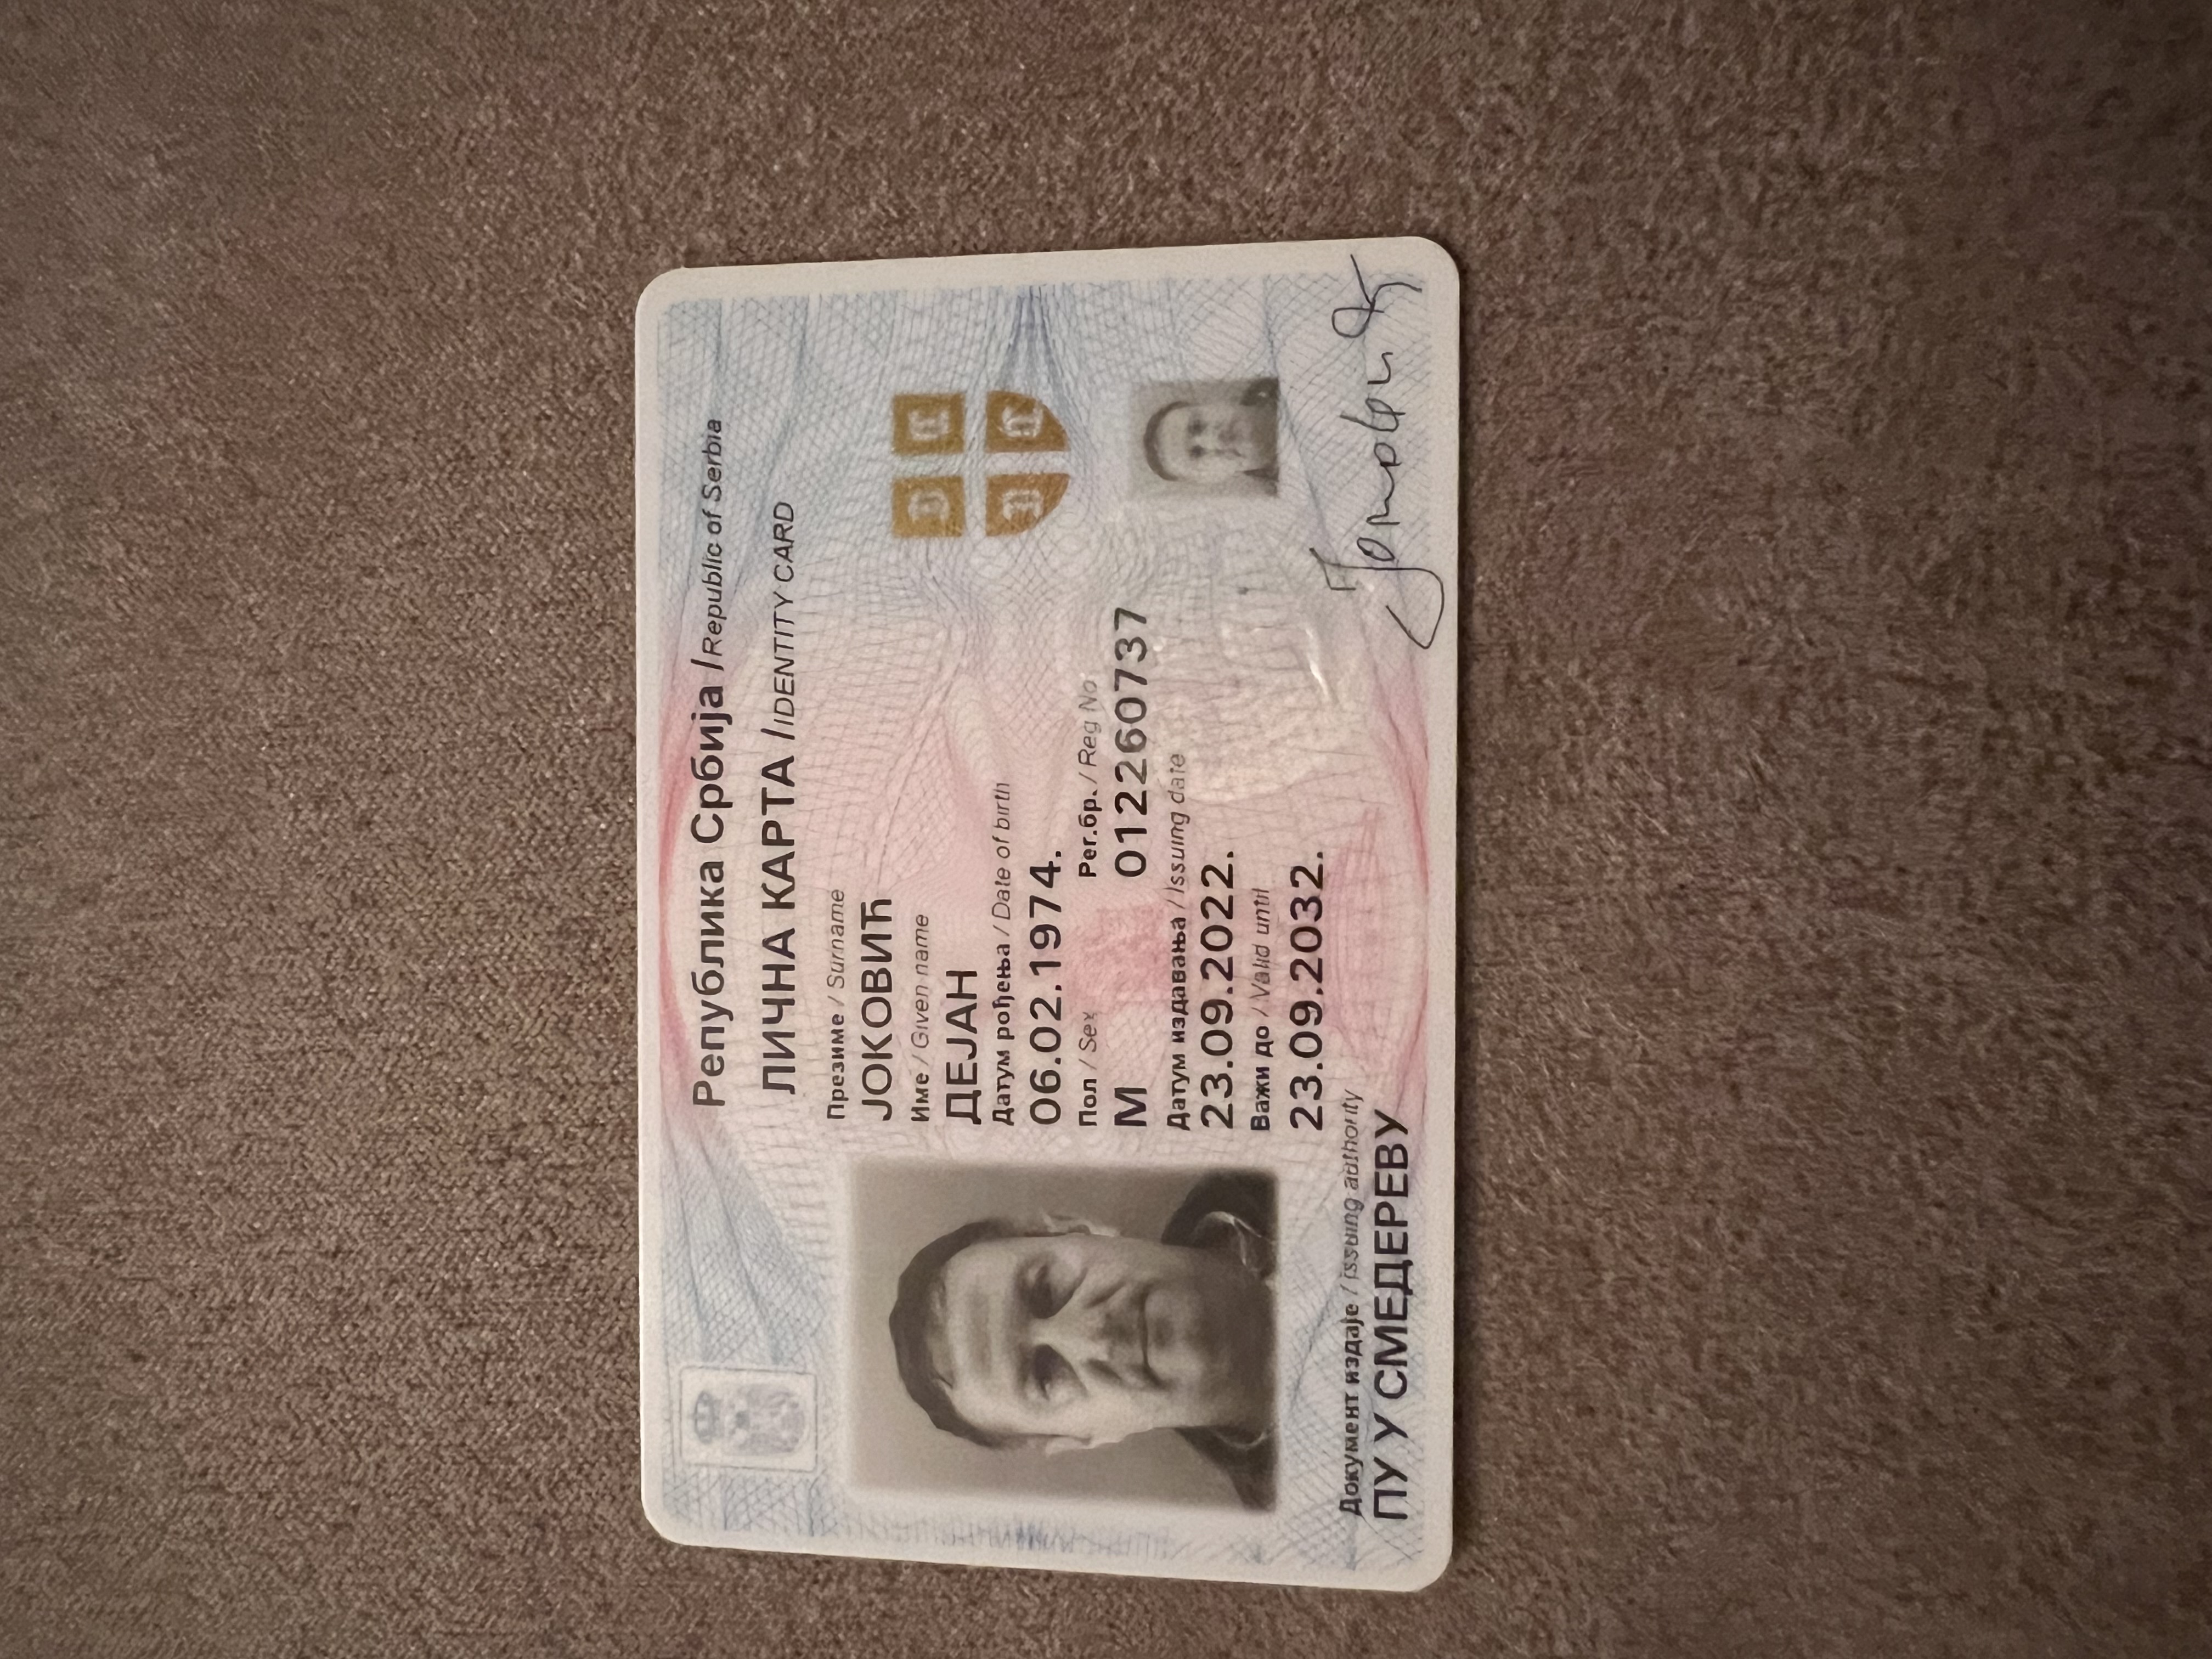 Република Србија /Republic of Serbia
ЛИЧНА КАРТА /IDENTITY CARD
Презиме / Surname
ЈОКОВИЋ
Име / Given name
ДЕЈАН
Датум рођења / Date of birth
06.02.1974.
Пол / Sex Рег.бр. / Reg No
М 012260737
Датум издавања / Issuing date
23.09.2022.
Важи до / Valid until
23.09.2032.
Документ издаје / issuing authority
ПУ У СМЕДЕРЕВУ